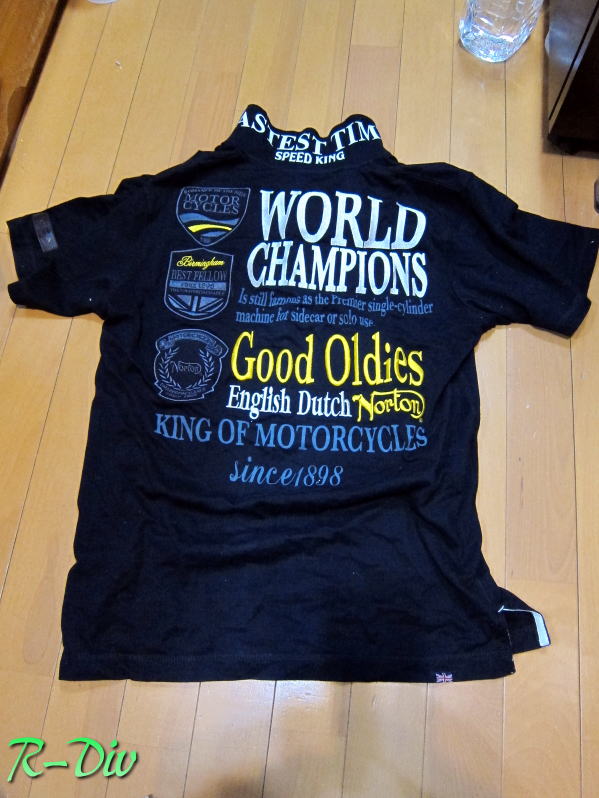 ASTEST TIM
SPEED KING
MOTOR
CYCLES
WORLD
CHAMPIONS
Birmingham
BEST FELLOW
Is still famous as the Premier single-cylinder
machine for sidecar or solo use
Norton
Good Oldies
English Dutch Norton
KING OF MOTORCYCLES
since1898
R-Div